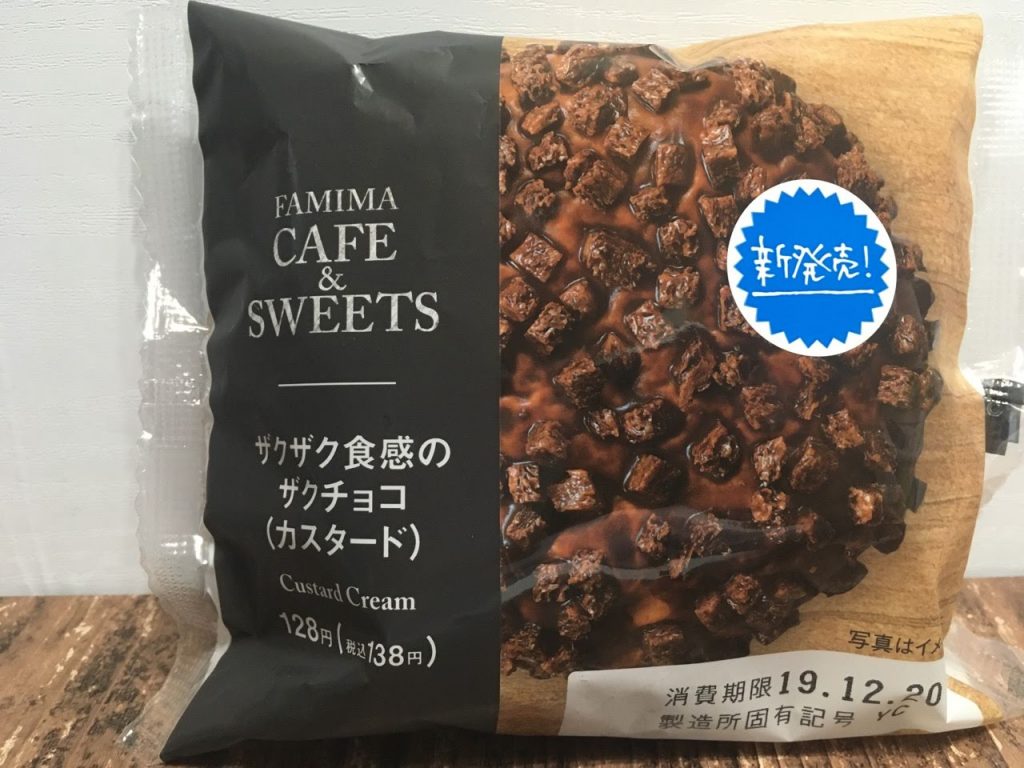 FAMIMA
CAFE
&
SWEETS
ザクザク食感の
ザクチョコ
(カスタード)
Custard Cream
128円(税込138円)
新発売!
写真はイメ
消費期限19.12.20
製造所固有記号 YC